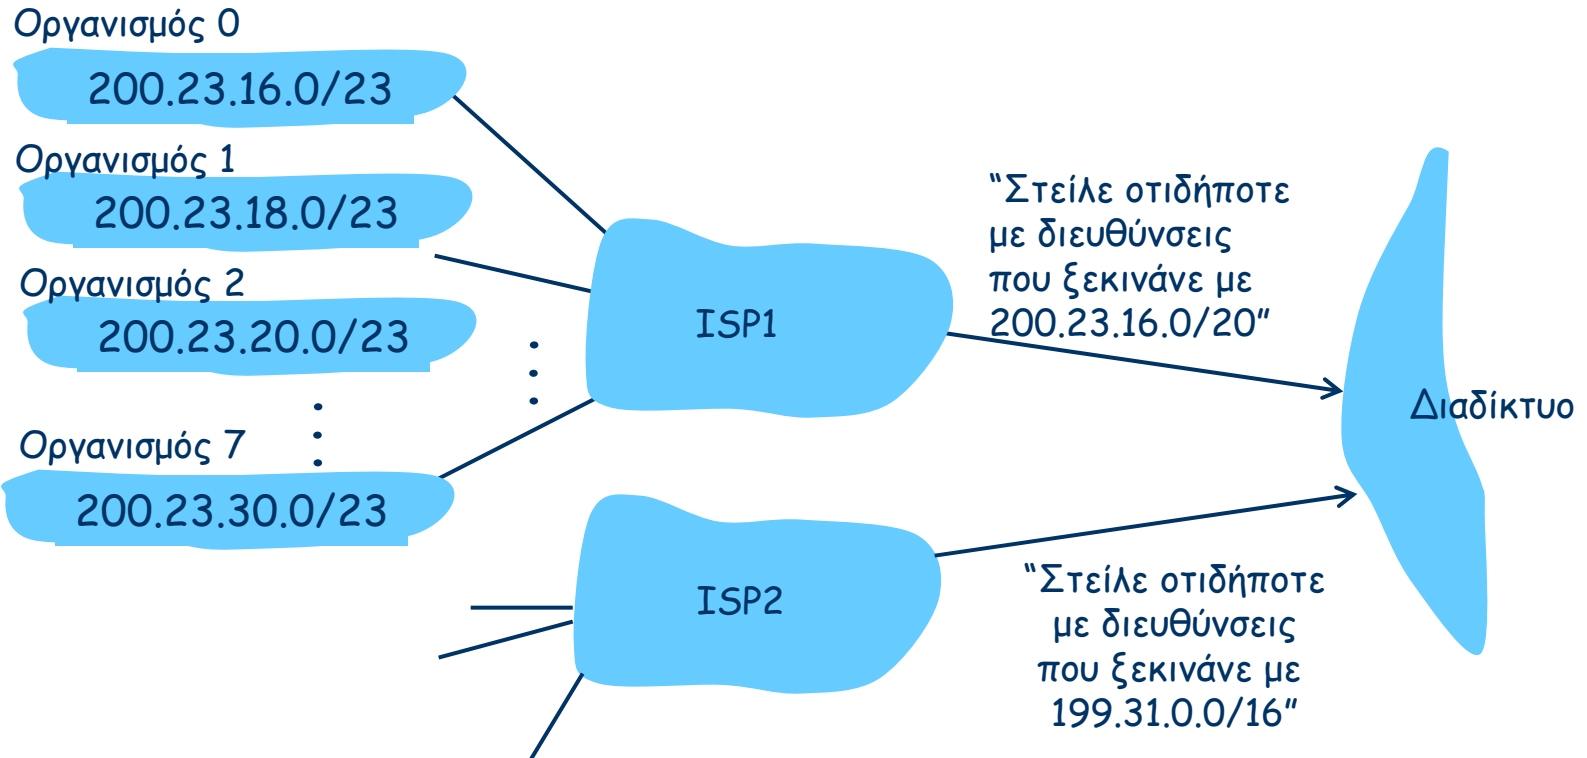 Οργανισμός 0
200.23.16.0/23
Οργανισμός 1
200.23.18.0/23
Οργανισμός 2
200.23.20.0/23
Οργανισμός 7
200.23.30.0/23
ISP1
“Στείλε οτιδήποτε
με διευθύνσεις
που ξεκινάνε με
200.23.16.0/20”
Διαδίκτυο
ISP2
“Στείλε οτιδήποτε
με διευθύνσεις
που ξεκινάνε με
199.31.0.0/16”